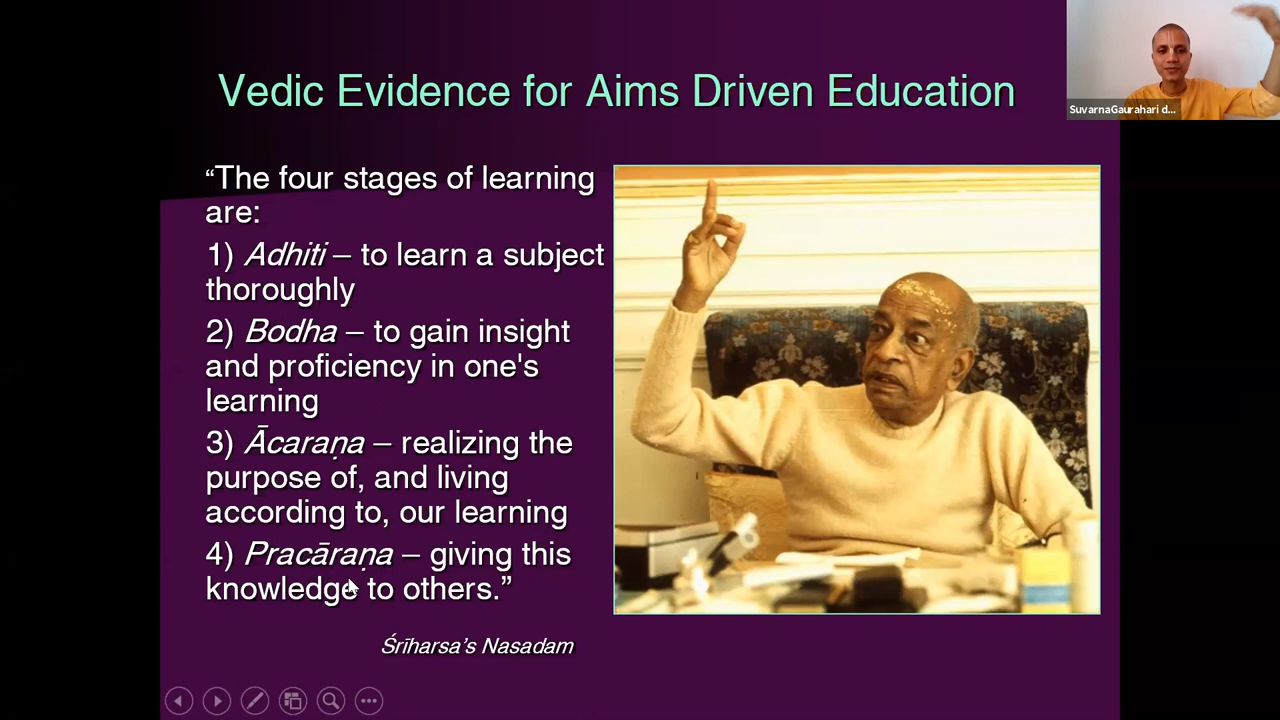 Vedic Evidence for Aims Driven Education
SuvarnaGaurahari d...
“The four stages of learning
are:
1) Adhiti – to learn a subject
thoroughly
2) Bodha – to gain insight
and proficiency in one's
learning
3) Ācaraṇa – realizing the
purpose of, and living
according to, our learning
4) Pracāraṇa – giving this
knowledge to others.”
Śrīharsa’s Nasadam